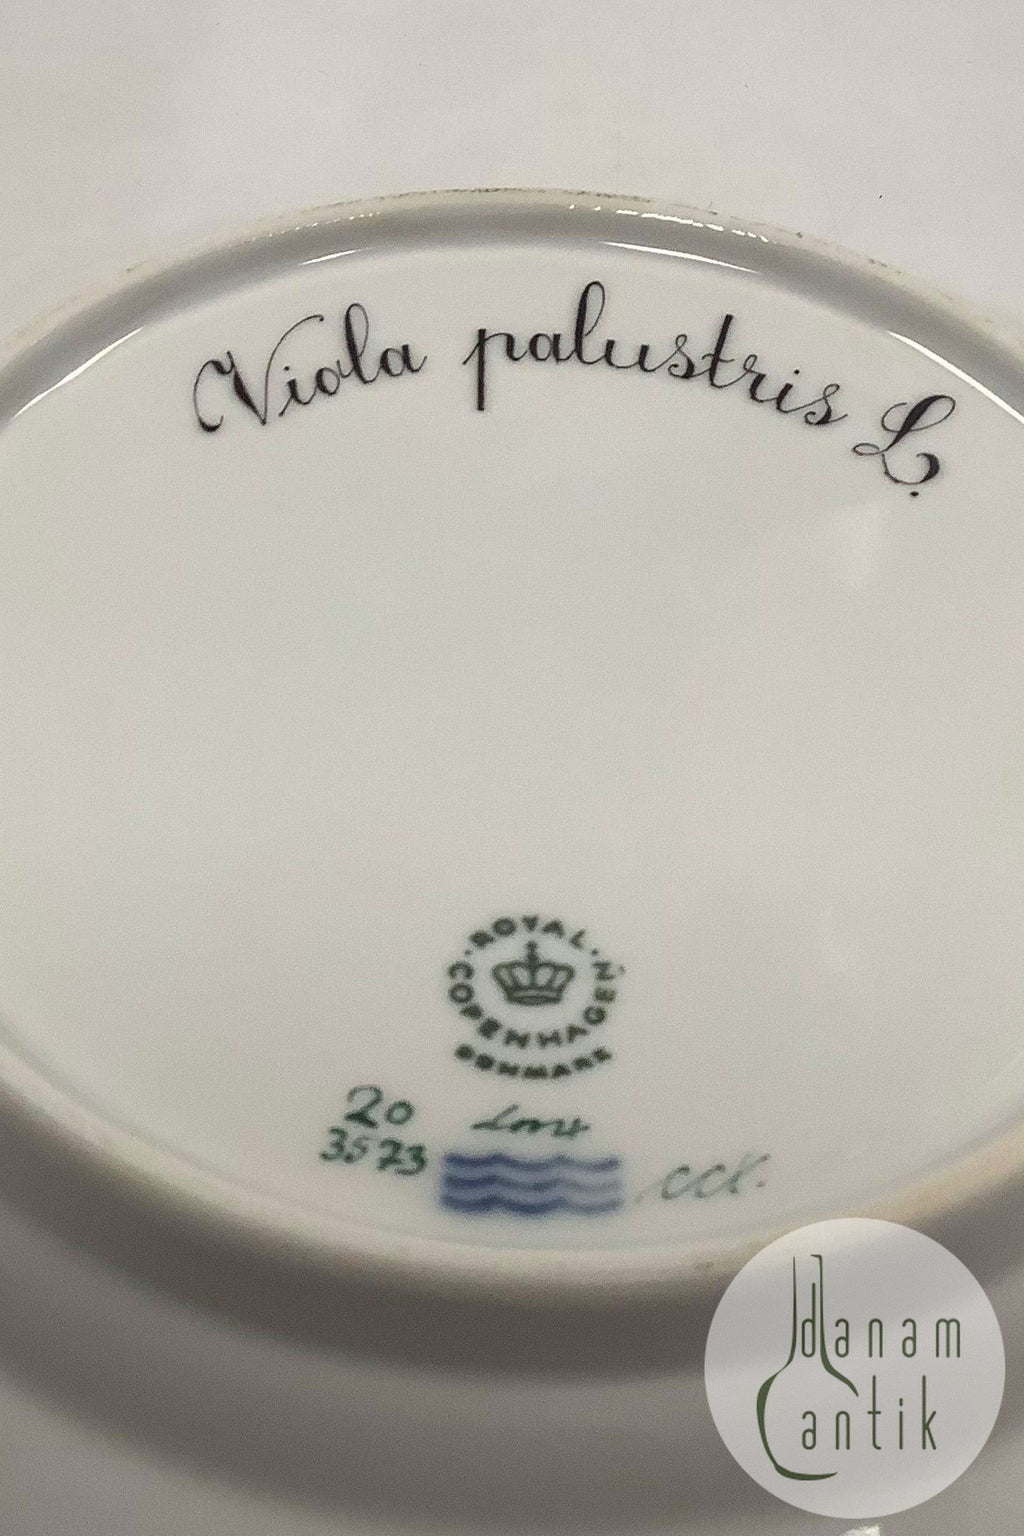 Viola palustris L.
· ROYAL ·
COPENHAGEN
DENMARK
20
3573
danam
antik